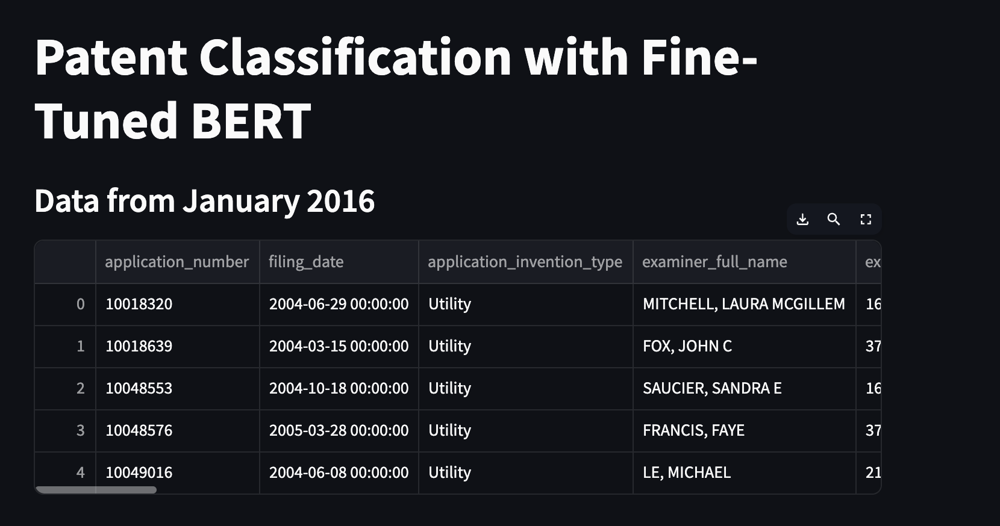 Patent Classification with Fine-
Tuned BERT
Data from January 2016
application_number filing_date application_invention_type examiner_full_name ex
0 10018320 2004-06-29 00:00:00 Utility MITCHELL, LAURA MCGILLEM 16
1 10018639 2004-03-15 00:00:00 Utility FOX, JOHN C 37
2 10048553 2004-10-18 00:00:00 Utility SAUCIER, SANDRA E 16
3 10048576 2005-03-28 00:00:00 Utility FRANCIS, FAYE 37
4 10049016 2004-06-08 00:00:00 Utility LE, MICHAEL 21